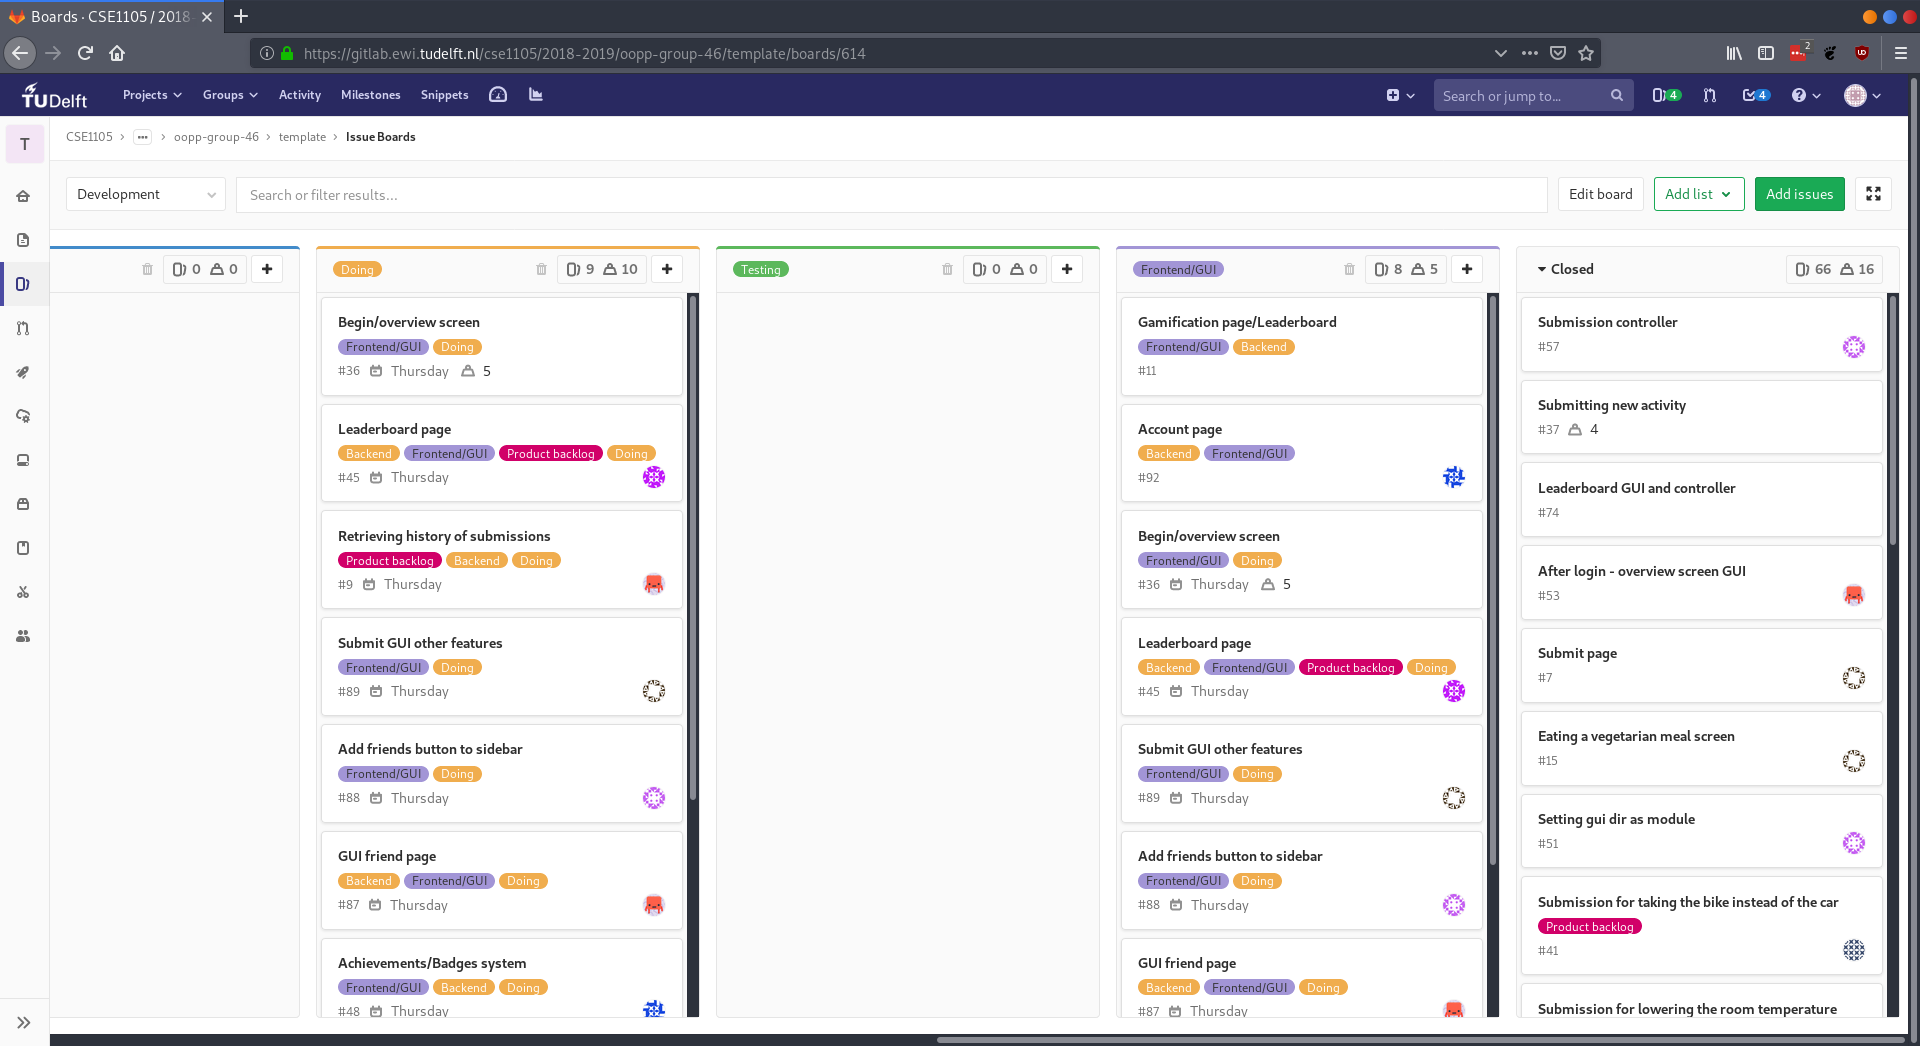 Boards · CSE1105 / 2018-
https://gitlab.ewi.tudelft.nl/cse1105/2018-2019/oopp-group-46/template/boards/614
2
TUDelft Projects Groups Activity Milestones Snippets Search or jump to... 4 4
T CSE1105 › ... › oopp-group-46 › template › Issue Boards
Development Search or filter results... Edit board Add list Add issues
0 0
Doing 9 10
Begin/overview screen
Frontend/GUI Doing
#36 Thursday 5
Leaderboard page
Backend Frontend/GUI Product backlog Doing
#45 Thursday
Retrieving history of submissions
Product backlog Backend Doing
#9 Thursday
Submit GUI other features
Frontend/GUI Doing
#89 Thursday
Add friends button to sidebar
Frontend/GUI Doing
#88 Thursday
GUI friend page
Backend Frontend/GUI Doing
#87 Thursday
Achievements/Badges system
Frontend/GUI Backend Doing
#48 Thursday
Testing 0 0
Frontend/GUI 8 5
Gamification page/Leaderboard
Frontend/GUI Backend
#11
Account page
Backend Frontend/GUI
#92
Begin/overview screen
Frontend/GUI Doing
#36 Thursday 5
Leaderboard page
Backend Frontend/GUI Product backlog Doing
#45 Thursday
Submit GUI other features
Frontend/GUI Doing
#89 Thursday
Add friends button to sidebar
Frontend/GUI Doing
#88 Thursday
GUI friend page
Backend Frontend/GUI Doing
#87 Thursday
Closed 66 16
Submission controller
#57
Submitting new activity
#37 4
Leaderboard GUI and controller
#74
After login - overview screen GUI
#53
Submit page
#7
Eating a vegetarian meal screen
#15
Setting gui dir as module
#51
Submission for taking the bike instead of the car
Product backlog
#41
Submission for lowering the room temperature